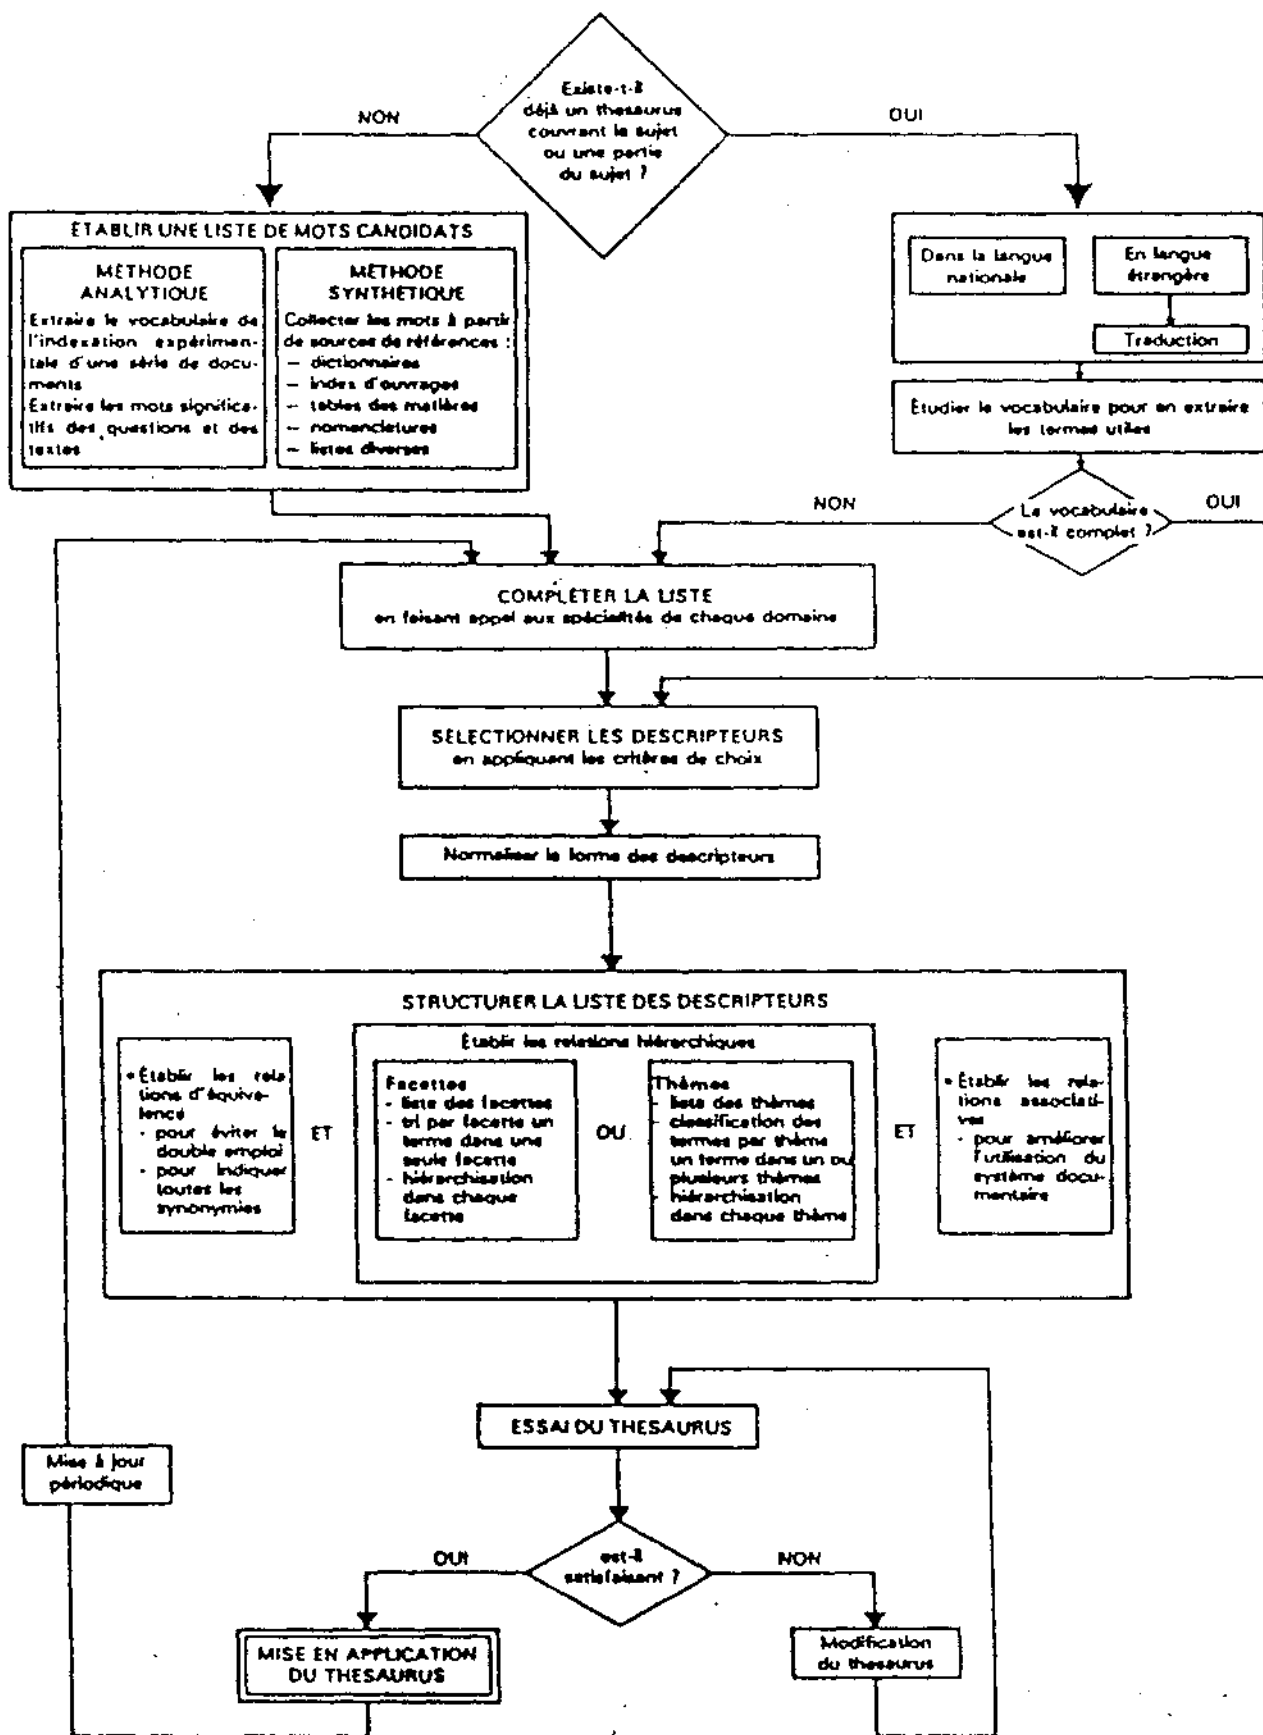 Existe-t-il
déjà un thesaurus
couvrant le sujet
ou une partie
du sujet ?
NON
OUI
ÉTABLIR UNE LISTE DE MOTS CANDIDATS
MÉTHODE
ANALYTIQUE
Extraire le vocabulaire de
l'indexation expérimen-
tale d'une série de docu-
ments
Extraire les mots significa-
tifs des questions et des
textes
MÉTHODE
SYNTHÉTIQUE
Collecter les mots à partir
de sources de références :
– dictionnaires
– index d'ouvrages
– tables des matières
– nomenclatures
– listes diverses
Dans la langue
nationale
En langue
étrangère
Traduction
Étudier le vocabulaire pour en extraire
les termes utiles
NON
Le vocabulaire
est-il complet ?
OUI
COMPLÉTER LA LISTE
en faisant appel aux spécialités de chaque domaine
SÉLECTIONNER LES DESCRIPTEURS
en appliquant les critères de choix
Normaliser la forme des descripteurs
STRUCTURER LA LISTE DES DESCRIPTEURS
• Établir les rela
tions d'équiva-
lence
- pour éviter le
double emploi
- pour indiquer
toutes les
synonymies
ET
Établir les relations hiérarchiques
Facettes
- liste des facettes
- tri par facette un
terme dans une
seule facette
- hiérarchisation
dans chaque
facette
OU
Thèmes
- liste des thèmes
- classification des
termes par thème
un terme dans un ou
plusieurs thèmes
- hiérarchisation
dans chaque thème
ET
• Établir les rela-
tions associati-
ves
- pour améliorer
l'utilisation du
système docu-
mentaire
ESSAI DU THESAURUS
Mise à jour
périodique
OUI
est-il
satisfaisant ?
NON
MISE EN APPLICATION
DU THESAURUS
Modification
du thesaurus